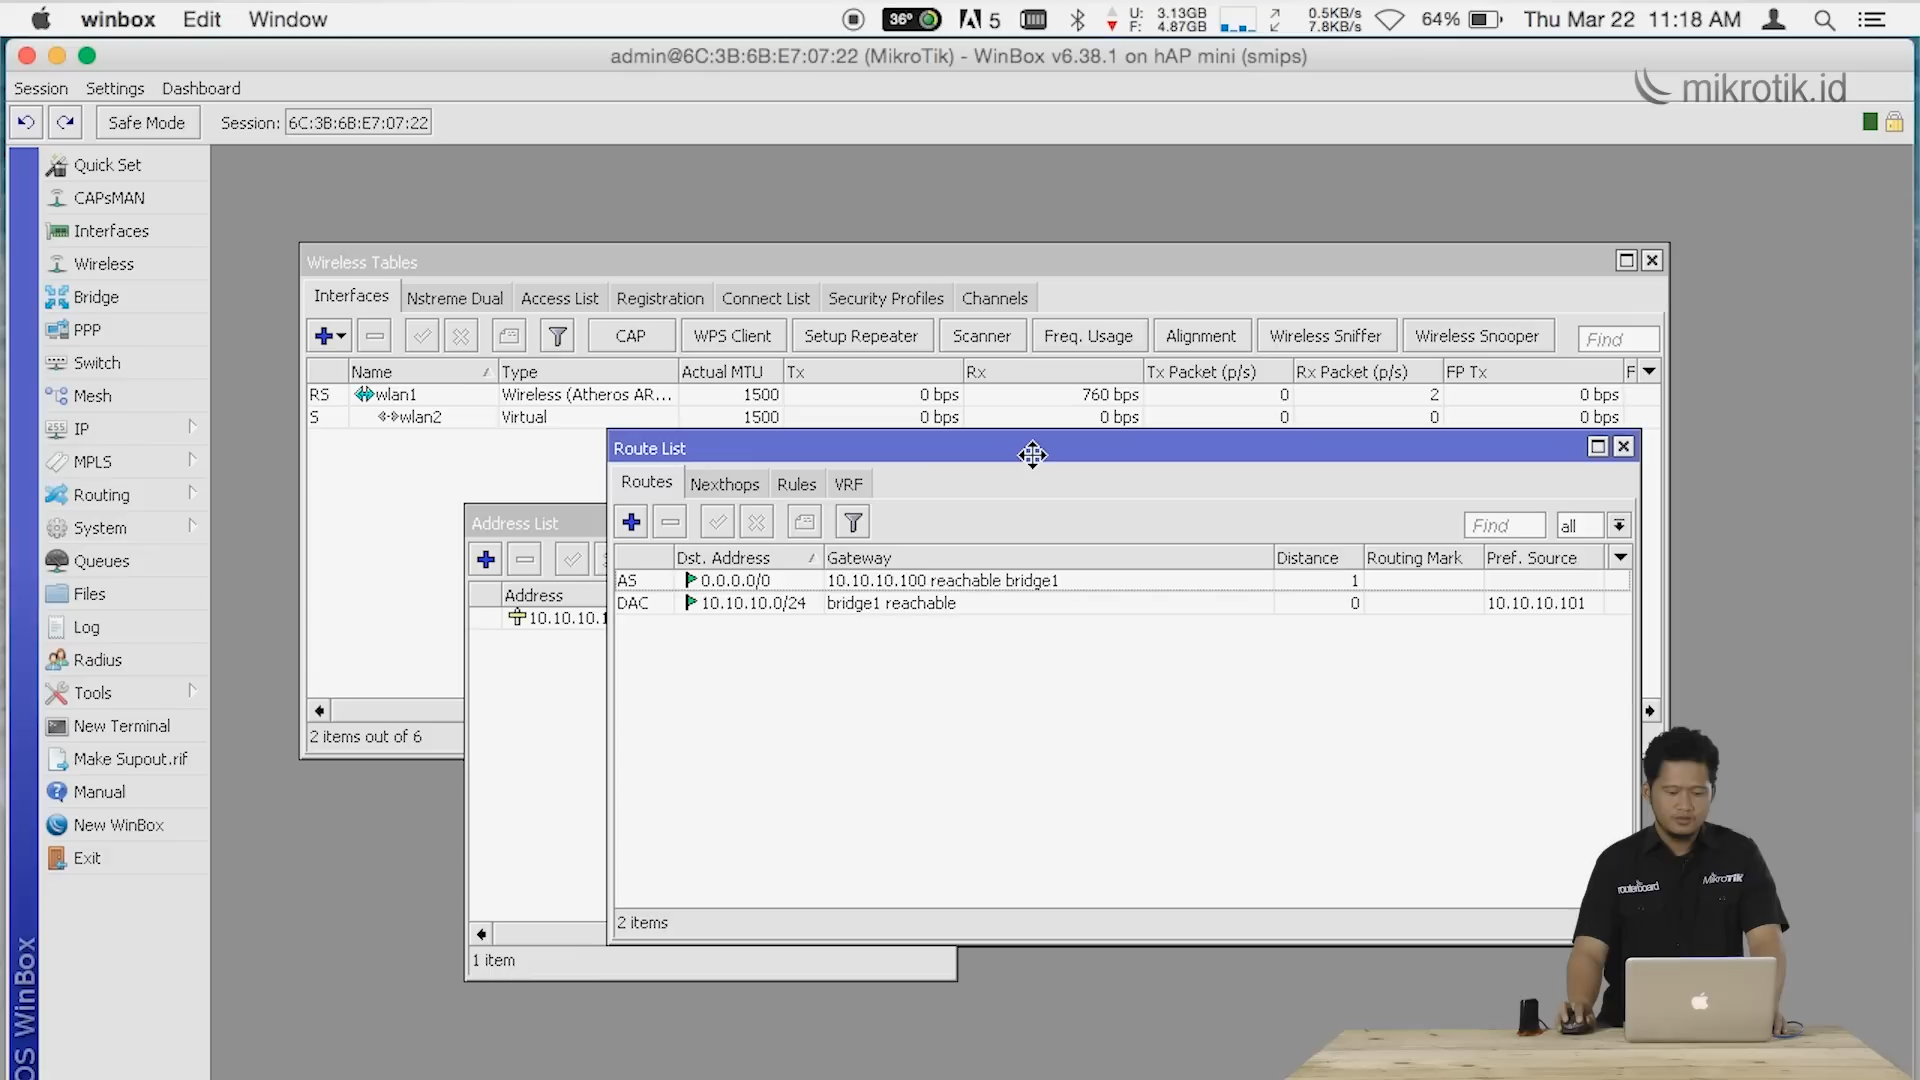 winbox Edit Window 36° 5 U: 3.13GB F: 4.87GB 0.5KB/s 7.8KB/s 64% Thu Mar 22 11:18 AM
admin@6C:3B:6B:E7:07:22 (MikroTik) - WinBox v6.38.1 on hAP mini (smips)
Session Settings Dashboard
mikrotik.id
Safe Mode Session: 6C:3B:6B:E7:07:22
Quick Set
CAPsMAN
Interfaces
Wireless
Bridge
PPP
Switch
Mesh
255 IP
MPLS
Routing
System
Queues
Files
Log
Radius
Tools
New Terminal
Make Supout.rif
Manual
New WinBox
Exit
OS WinBox
Wireless Tables
Interfaces Nstreme Dual Access List Registration Connect List Security Profiles Channels
CAP WPS Client Setup Repeater Scanner Freq. Usage Alignment Wireless Sniffer Wireless Snooper Find
Name Type Actual MTU Tx Rx Tx Packet (p/s) Rx Packet (p/s) FP Tx F
RS wlan1 Wireless (Atheros AR... 1500 0 bps 760 bps 0 2 0 bps
S wlan2 Virtual 1500 0 bps 0 bps 0 0 0 bps
2 items out of 6
Address List
Address
10.10.10.1
1 item
Route List
Routes Nexthops Rules VRF
Find all
Dst. Address Gateway Distance Routing Mark Pref. Source
AS 0.0.0.0/0 10.10.10.100 reachable bridge1 1
DAC 10.10.10.0/24 bridge1 reachable 0 10.10.10.101
2 items
routerboard MikroTik